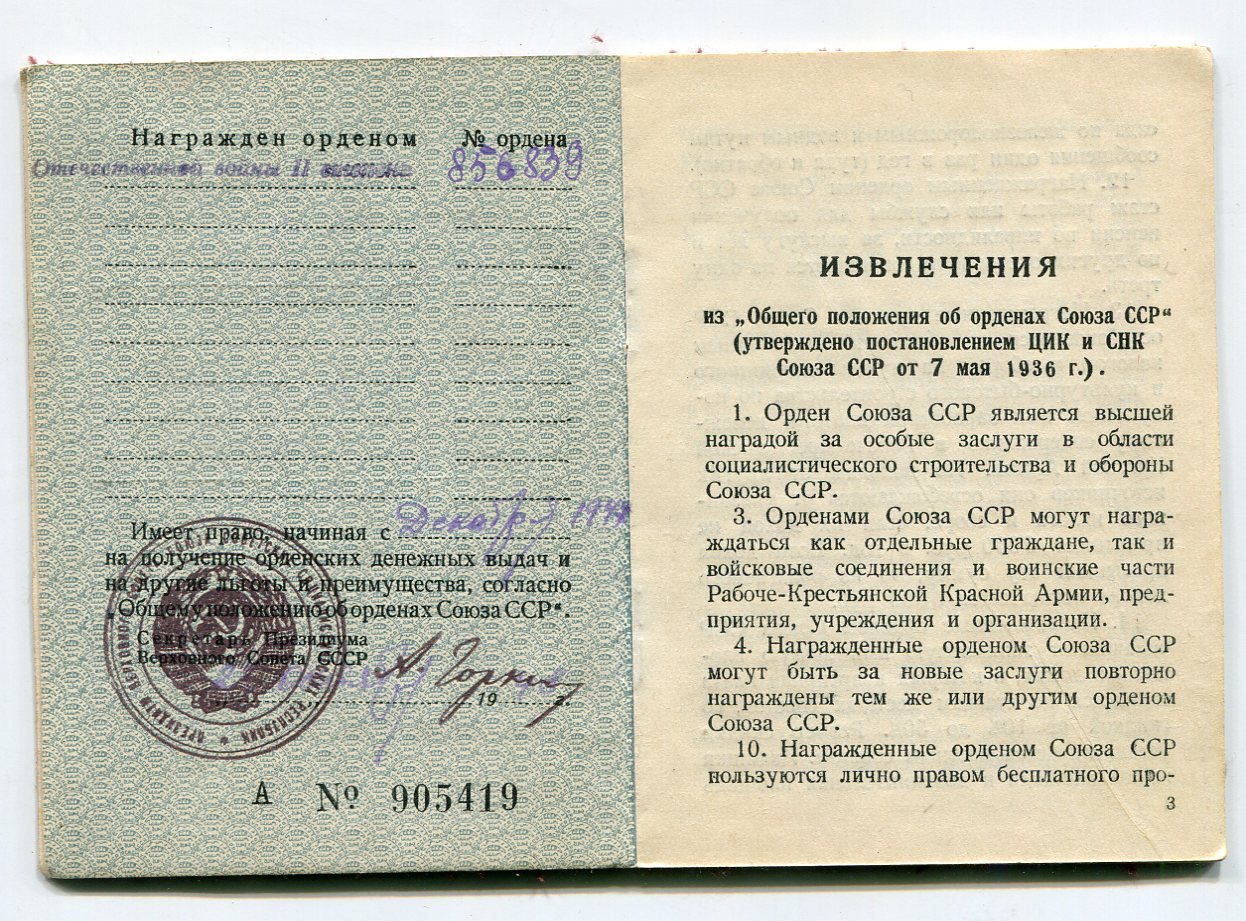 Награжден орденом № ордена
Отечественной войны II степени 856839
Имеет право, начиная с Декабря 1947
на получение орденских денежных выдач и
на другие льготы и преимущества, согласно
„Общему положению об орденах Союза ССР“.
Секретарь Президиума
Верховного Совета СССР
А. Горкин
19 г.
А № 905419
ИЗВЛЕЧЕНИЯ
из „Общего положения об орденах Союза ССР“
(утверждено постановлением ЦИК и СНК
Союза ССР от 7 мая 1936 г.).
1. Орден Союза ССР является высшей
наградой за особые заслуги в области
социалистического строительства и обороны
Союза ССР.
3. Орденами Союза ССР могут награ-
ждаться как отдельные граждане, так и
войсковые соединения и воинские части
Рабоче-Крестьянской Красной Армии, пред-
приятия, учреждения и организации.
4. Награжденные орденом Союза ССР
могут быть за новые заслуги повторно
награждены тем же или другим орденом
Союза ССР.
10. Награжденные орденом Союза ССР
пользуются лично правом бесплатного про-
3